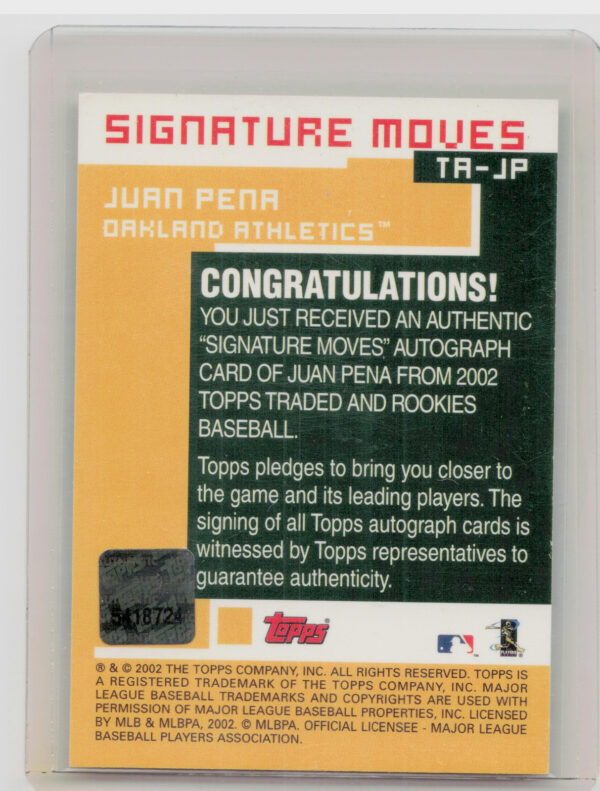 SIGNATURE MOVES
TA-JP
JUAN PENA
OAKLAND ATHLETICS™
CONGRATULATIONS!
YOU JUST RECEIVED AN AUTHENTIC
“SIGNATURE MOVES” AUTOGRAPH
CARD OF JUAN PENA FROM 2002
TOPPS TRADED AND ROOKIES
BASEBALL.
Topps pledges to bring you closer to
the game and its leading players. The
signing of all Topps autograph cards is
witnessed by Topps representatives to
guarantee authenticity.
Topps
® & © 2002 THE TOPPS COMPANY, INC. ALL RIGHTS RESERVED. TOPPS IS
A REGISTERED TRADEMARK OF THE TOPPS COMPANY, INC. MAJOR
LEAGUE BASEBALL TRADEMARKS AND COPYRIGHTS ARE USED WITH
PERMISSION OF MAJOR LEAGUE BASEBALL PROPERTIES, INC. LICENSED
BY MLB & MLBPA, 2002. © MLBPA. OFFICIAL LICENSEE - MAJOR LEAGUE
BASEBALL PLAYERS ASSOCIATION.